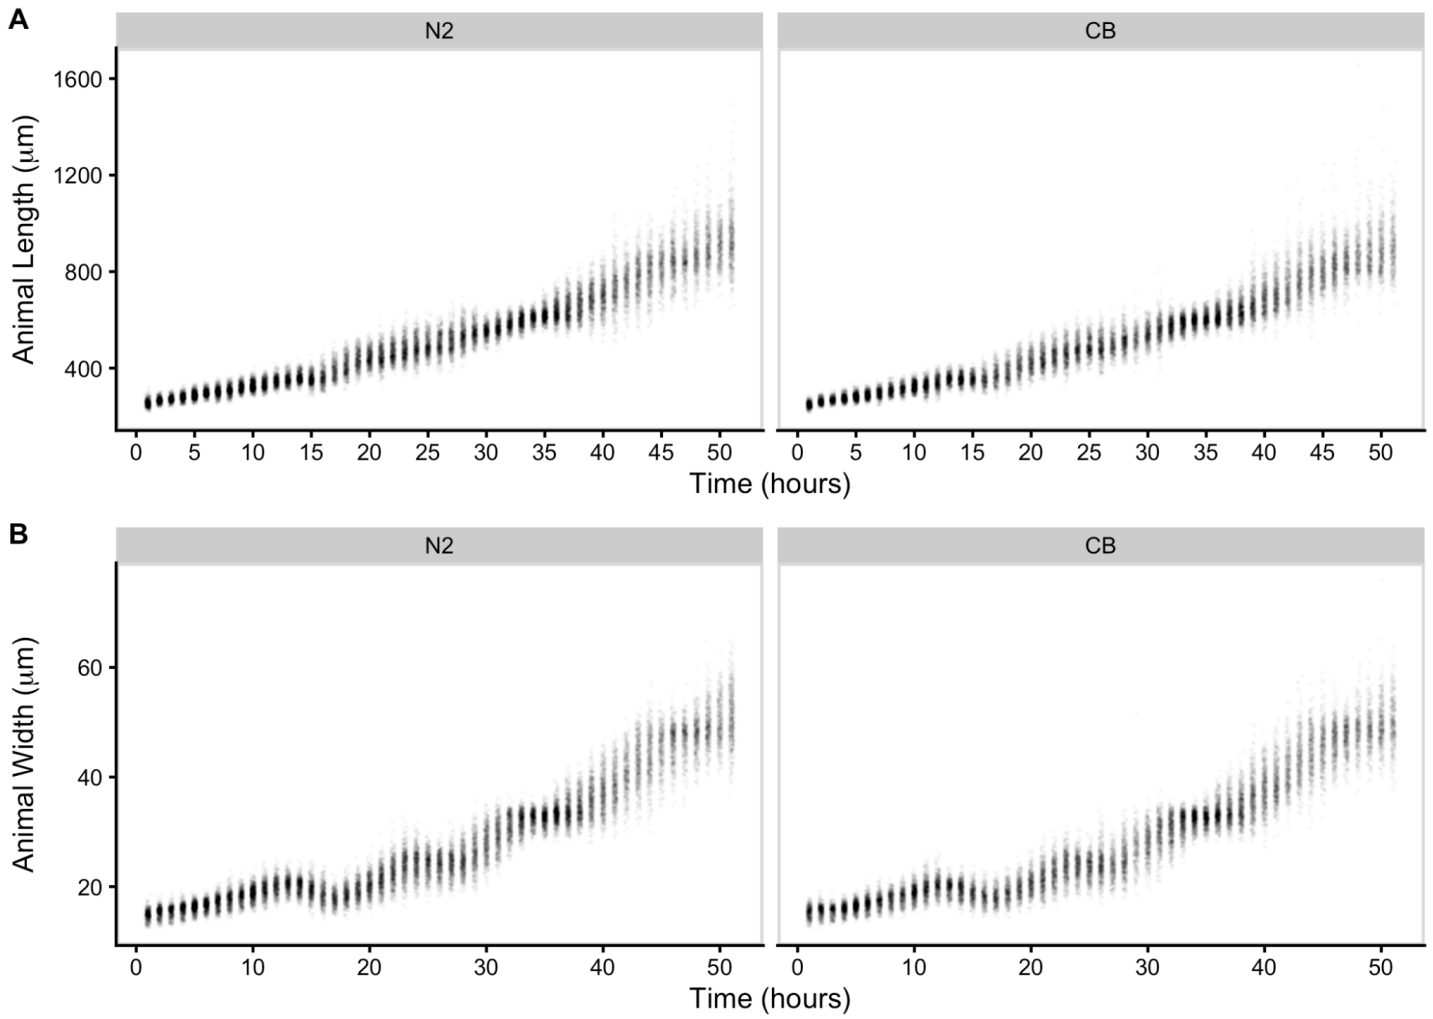 A
N2 CB
1600
1200
800
400
Animal Length (μm)
0 5 10 15 20 25 30 35 40 45 50 0 5 10 15 20 25 30 35 40 45 50
Time (hours)
B
N2 CB
60
40
20
Animal Width (μm)
0 10 20 30 40 50 0 10 20 30 40 50
Time (hours)